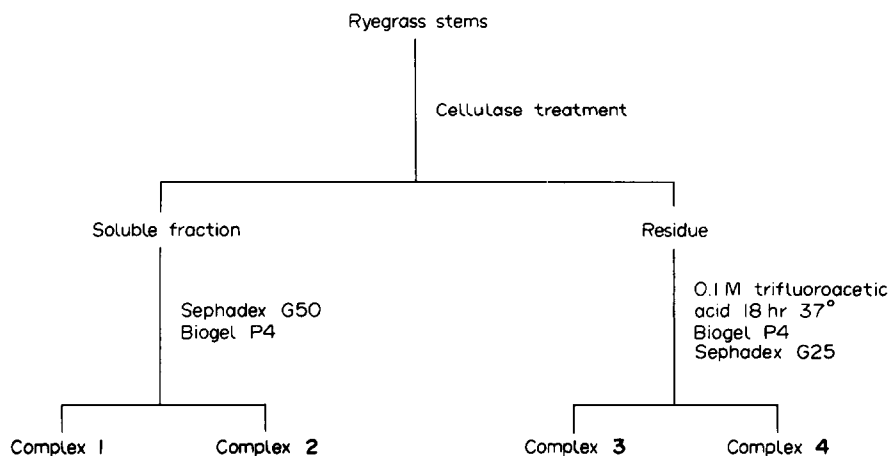 Ryegrass stems
Cellulase treatment
Soluble fraction
Residue
Sephadex G50
Biogel P4
0.1 M trifluoroacetic
acid 18 hr 37°
Biogel P4
Sephadex G25
Complex 1
Complex 2
Complex 3
Complex 4